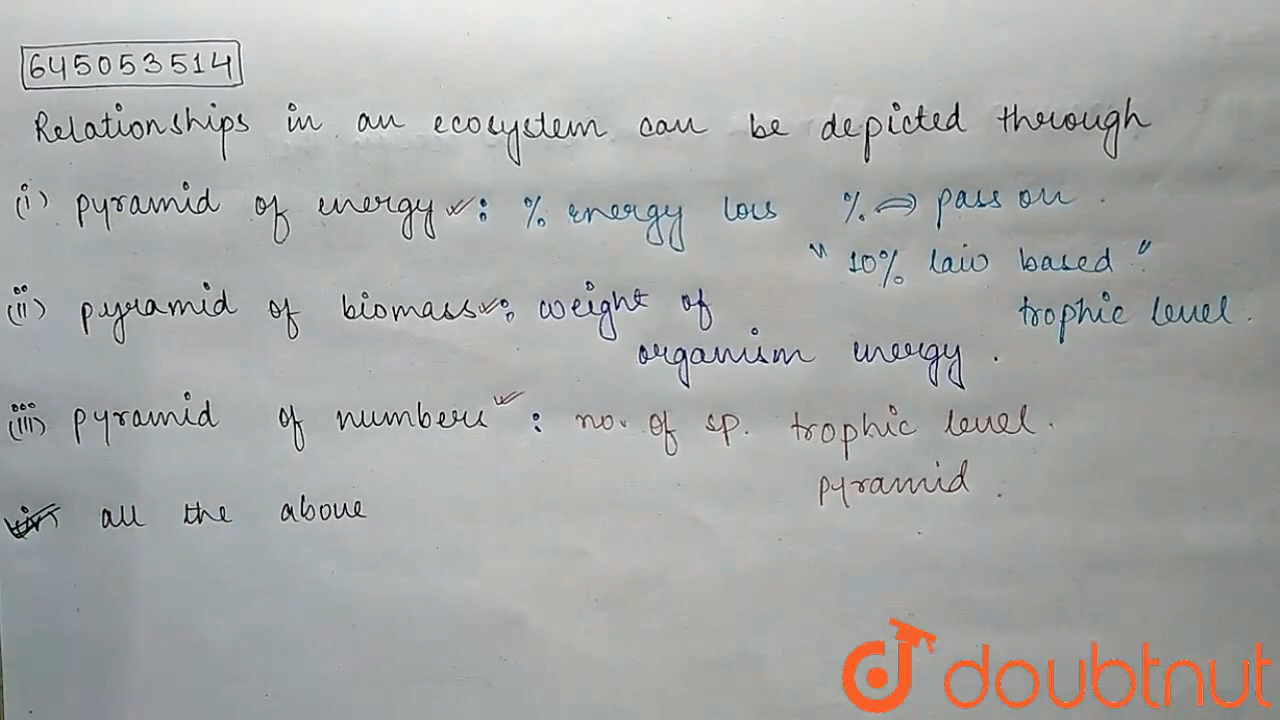 645053514
Relationships in an ecosystem can be depicted through
(i) pyramid of energy ✓ : % energy loss % ⇒ pass on.
" 10% law based "
trophic level.
(ii) pyramid of biomass ✓ : weight of
organism energy.
(iii) pyramid of numbers ✓ : no. of sp. trophic level.
pyramid.
(iv) all the above
doubtnut